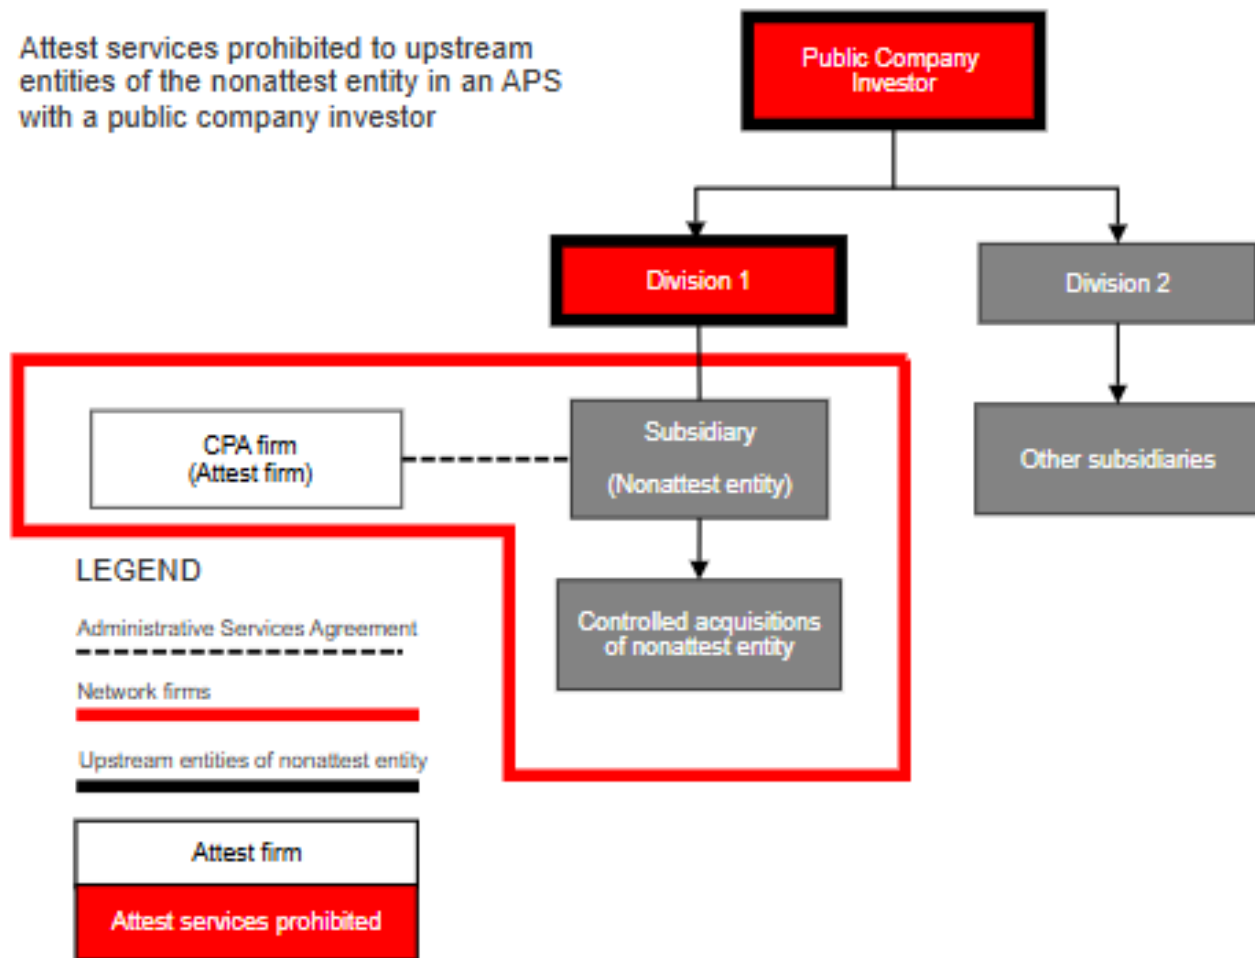 Attest services prohibited to upstream
entities of the nonattest entity in an APS
with a public company investor
Public Company
Investor
Division 1
Division 2
CPA firm
(Attest firm)
Subsidiary
(Nonattest entity)
Other subsidiaries
Controlled acquisitions
of nonattest entity
LEGEND
Administrative Services Agreement
Network firms
Upstream entities of nonattest entity
Attest firm
Attest services prohibited